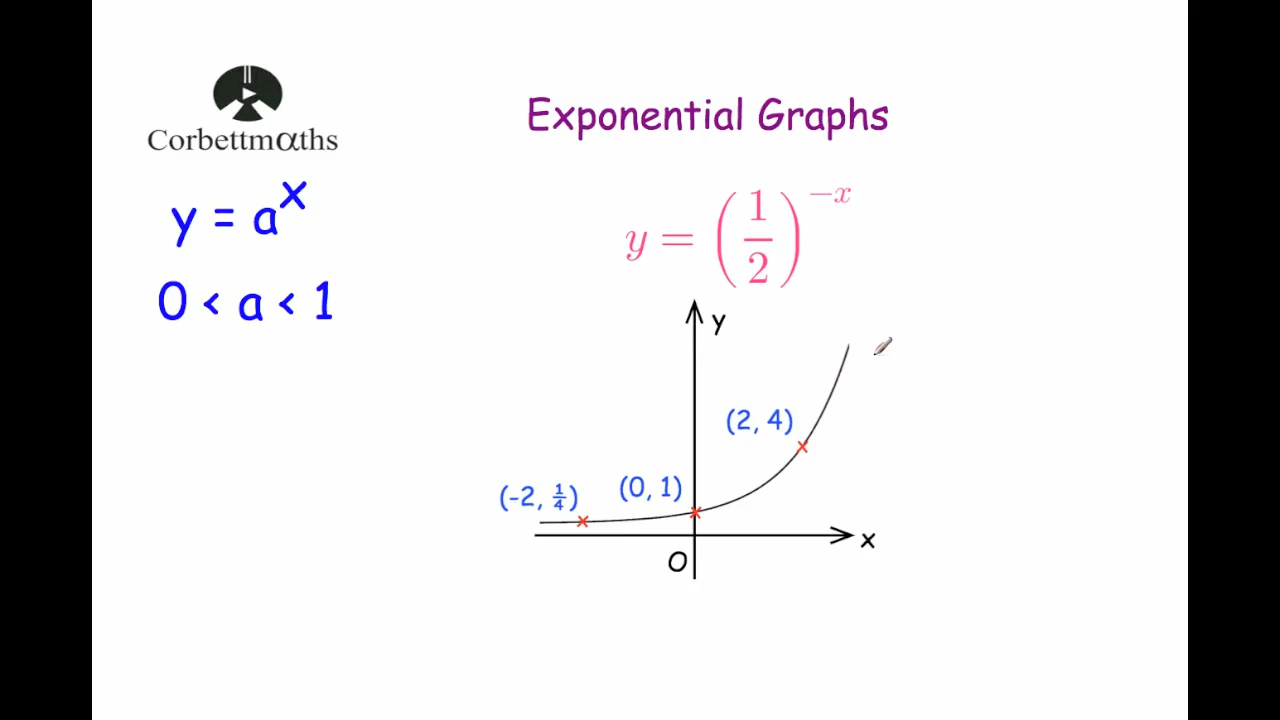 Corbettmαths
Exponential Graphs
y = a^x
0 < a < 1
y = (1/2)^{-x}
y
(2, 4)
(0, 1)
(-2, 1/4)
x
O